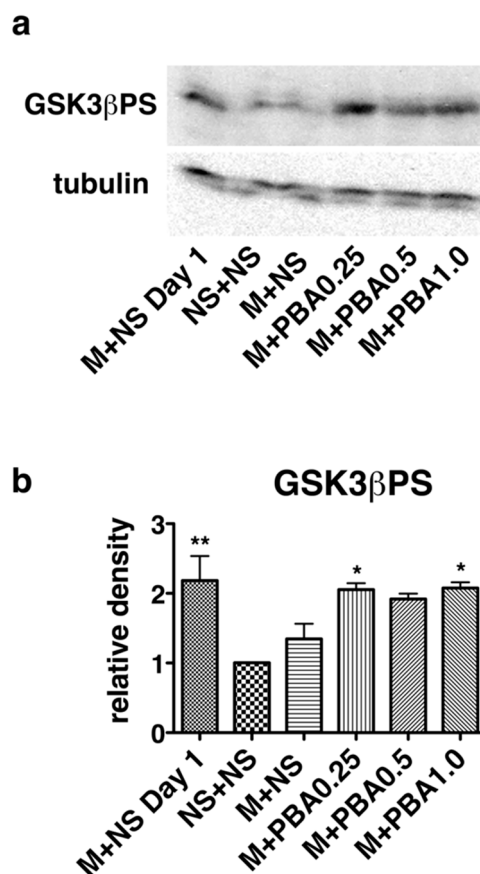 a
GSK3βPS
tubulin
M+NS Day 1
NS+NS
M+NS
M+PBA0.25
M+PBA0.5
M+PBA1.0
b
GSK3βPS
relative density
3
2
1
0
**
*
*
M+NS Day 1
NS+NS
M+NS
M+PBA0.25
M+PBA0.5
M+PBA1.0